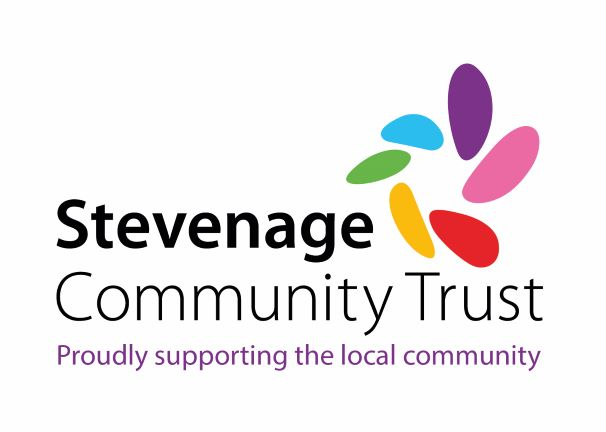 Stevenage
Community Trust
Proudly supporting the local community